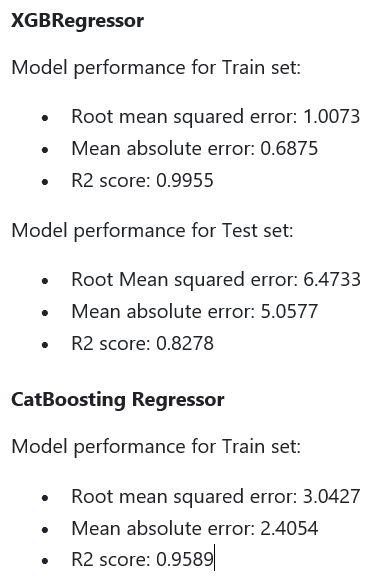 XGBRegressor
Model performance for Train set:
• Root mean squared error: 1.0073
• Mean absolute error: 0.6875
• R2 score: 0.9955
Model performance for Test set:
• Root Mean squared error: 6.4733
• Mean absolute error: 5.0577
• R2 score: 0.8278
CatBoosting Regressor
Model performance for Train set:
• Root mean squared error: 3.0427
• Mean absolute error: 2.4054
• R2 score: 0.9589